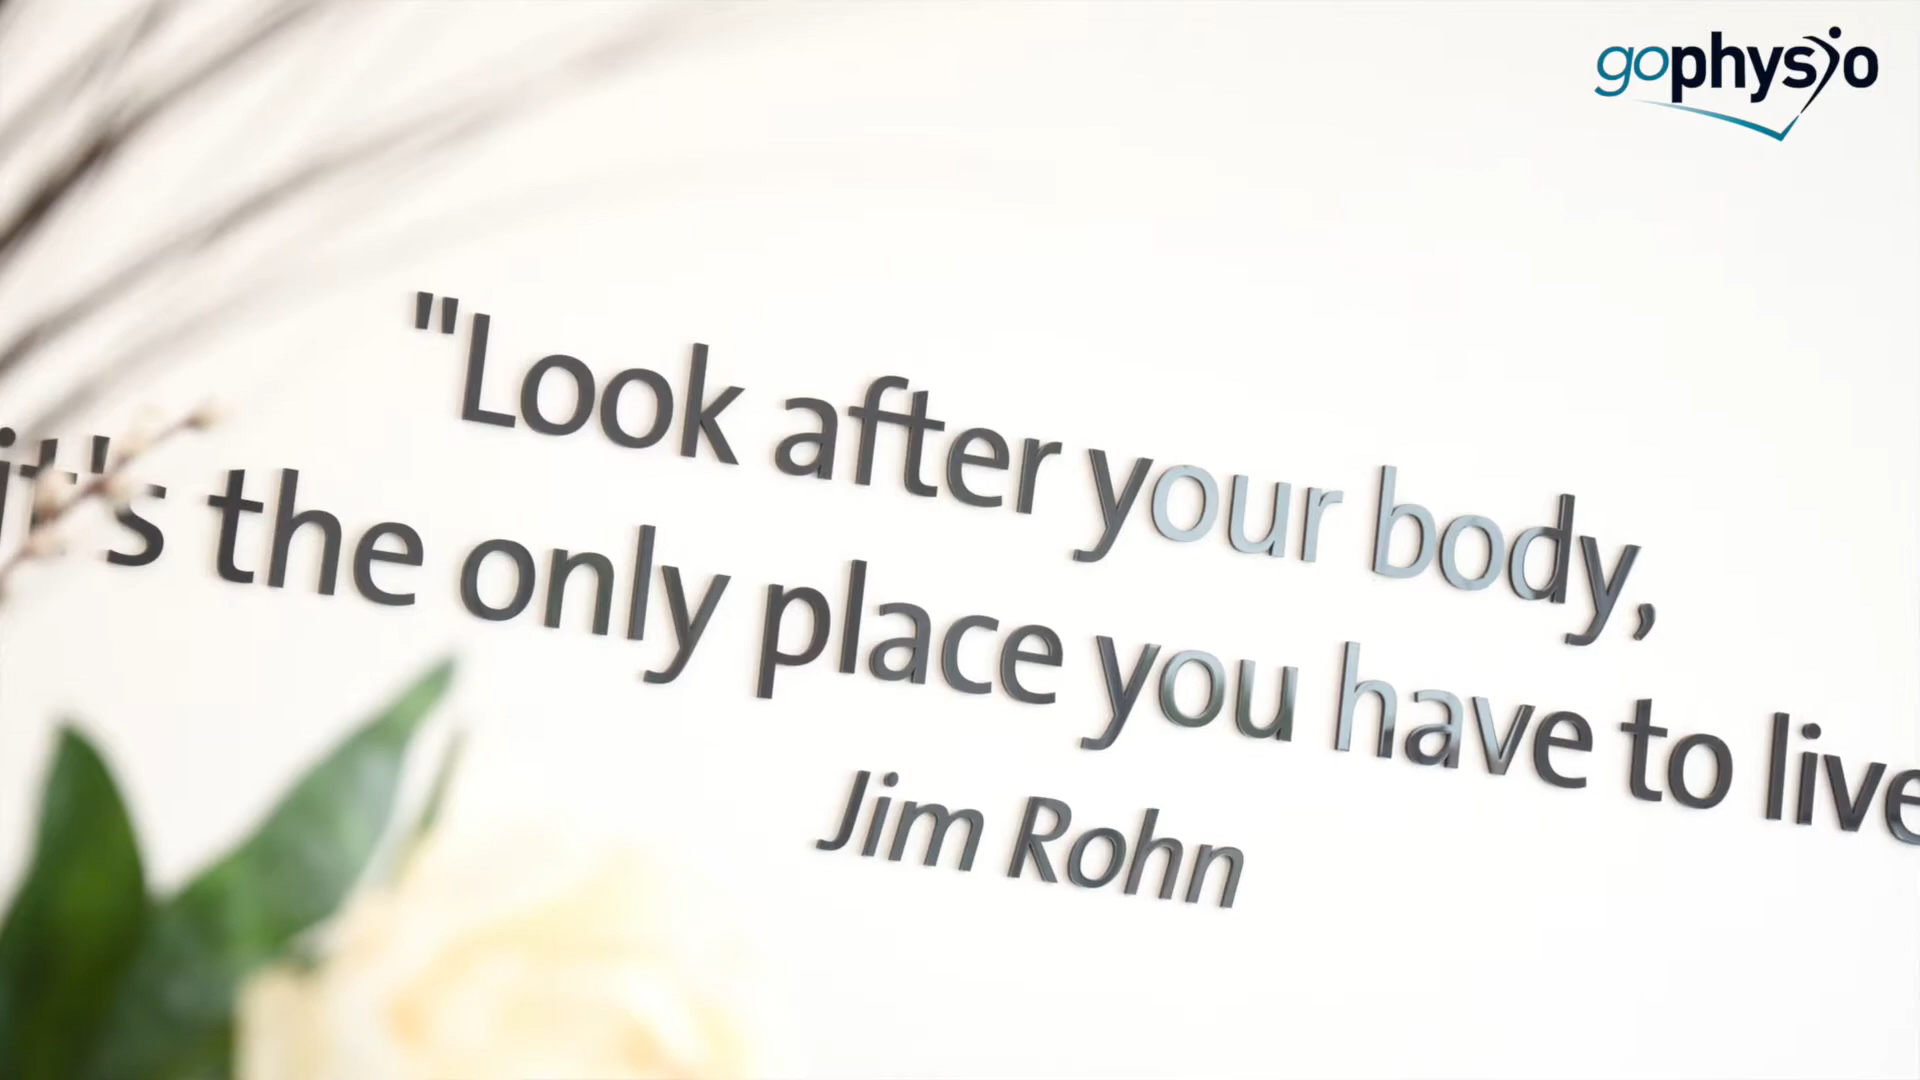 gophysio
"Look after your body,
it's the only place you have to live
Jim Rohn